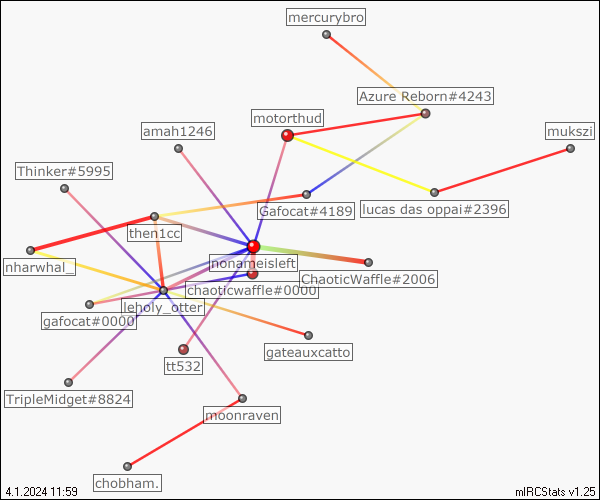 mercurybro
Azure Reborn#4243
motorthud
amah1246
mukszi
Thinker#5995
Gafocat#4189
lucas das oppai#2396
then1cc
nonameisleft
nharwhal_
ChaoticWaffle#2006
chaoticwaffle#0000
leholy_otter
gafocat#0000
gateauxcatto
tt532
TripleMidget#8824
moonraven
chobham.
4.1.2024 11:59
mIRCStats v1.25